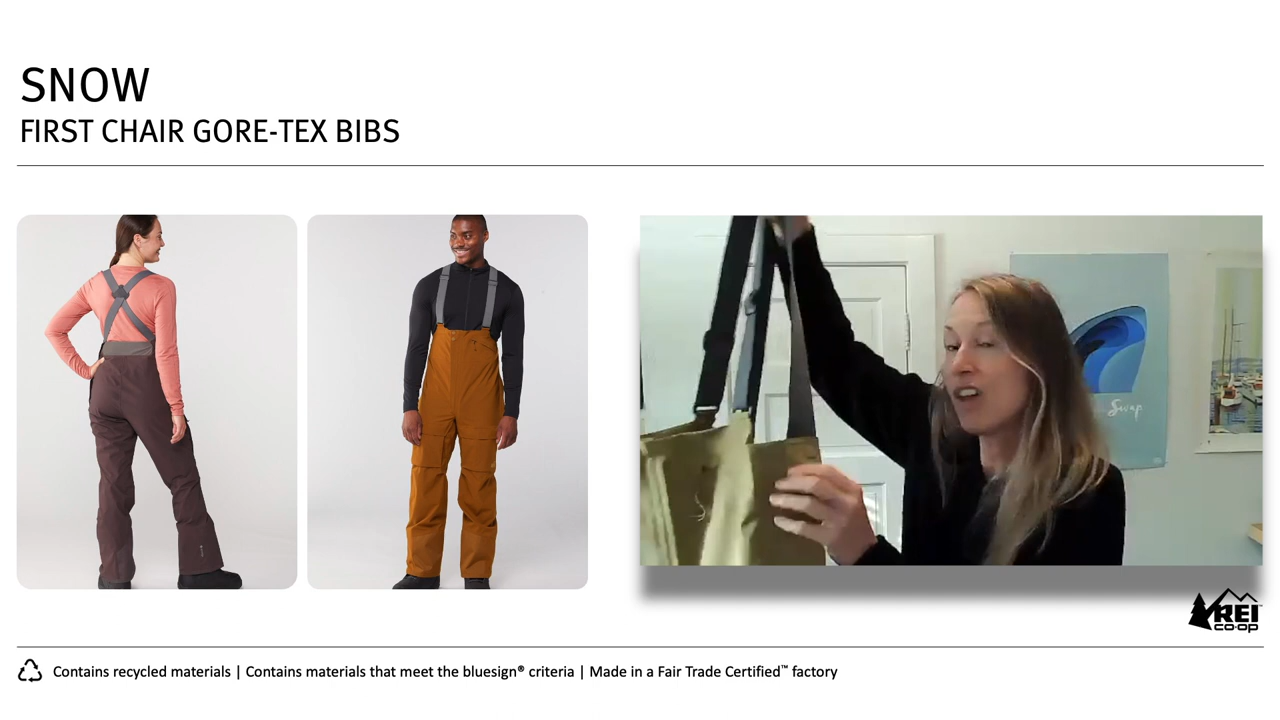 SNOW
FIRST CHAIR GORE-TEX BIBS
Swap
REI
co·op
Contains recycled materials | Contains materials that meet the bluesign® criteria | Made in a Fair Trade Certified™ factory